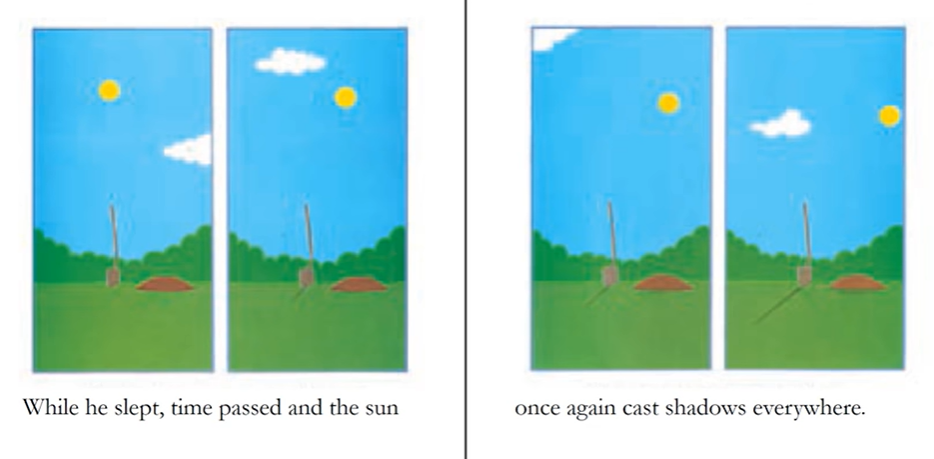 While he slept, time passed and the sun
once again cast shadows everywhere.